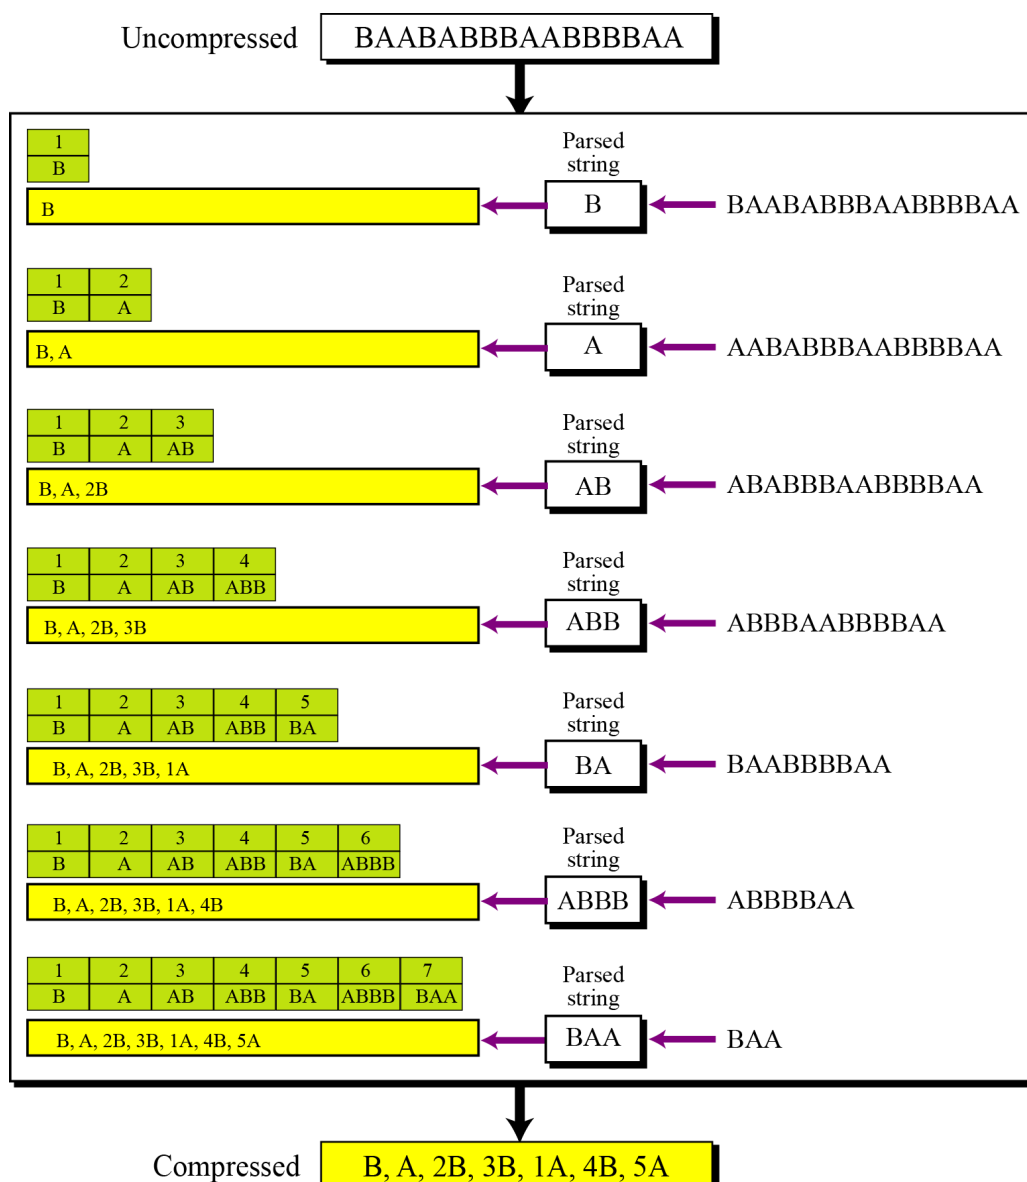 Uncompressed BAABABBBAABBBBAA
1
B
Parsed
string
B
B
BAABABBBAABBBBAA
1 2
B A
Parsed
string
B, A
A
AABABBBAABBBBAA
1 2 3
B A AB
Parsed
string
B, A, 2B
AB
ABABBBAABBBBAA
1 2 3 4
B A AB ABB
Parsed
string
B, A, 2B, 3B
ABB
ABBBAABBBBAA
1 2 3 4 5
B A AB ABB BA
Parsed
string
B, A, 2B, 3B, 1A
BA
BAABBBBAA
1 2 3 4 5 6
B A AB ABB BA ABBB
Parsed
string
B, A, 2B, 3B, 1A, 4B
ABBB
ABBBBAA
1 2 3 4 5 6 7
B A AB ABB BA ABBB BAA
Parsed
string
B, A, 2B, 3B, 1A, 4B, 5A
BAA
BAA
Compressed B, A, 2B, 3B, 1A, 4B, 5A